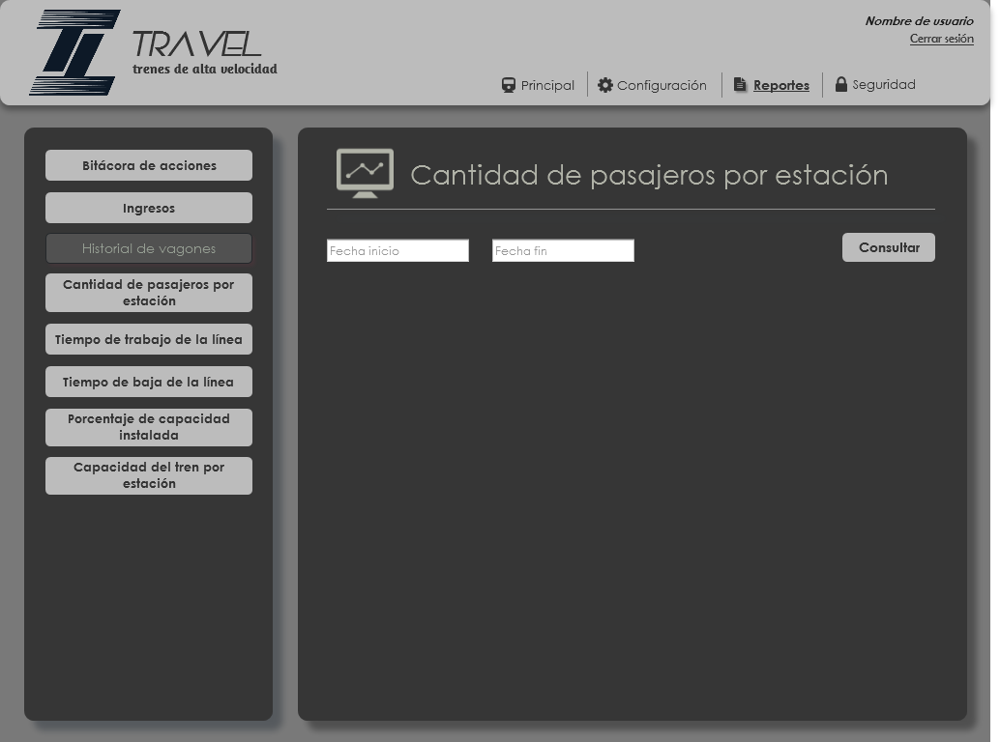 Nombre de usuario
Cerrar sesión
TRAVEL
trenes de alta velocidad
Principal
Configuración
Reportes
Seguridad
Bitácora de acciones
Ingresos
Historial de vagones
Cantidad de pasajeros por
estación
Tiempo de trabajo de la línea
Tiempo de baja de la línea
Porcentaje de capacidad
instalada
Capacidad del tren por
estación
Cantidad de pasajeros por estación
Fecha inicio
Fecha fin
Consultar